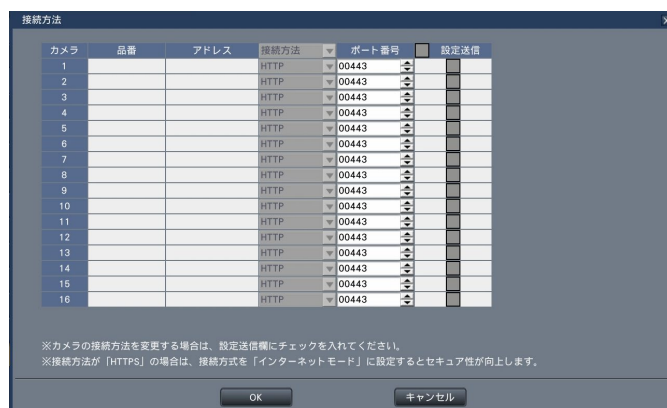 接続方法
カメラ 品番 アドレス 接続方法 ポート番号 設定送信
1 HTTP 00443
2 HTTP 00443
3 HTTP 00443
4 HTTP 00443
5 HTTP 00443
6 HTTP 00443
7 HTTP 00443
8 HTTP 00443
9 HTTP 00443
10 HTTP 00443
11 HTTP 00443
12 HTTP 00443
13 HTTP 00443
14 HTTP 00443
15 HTTP 00443
16 HTTP 00443
※カメラの接続方法を変更する場合は、設定送信欄にチェックを入れてください。
※接続方法が「HTTPS」の場合は、接続方式を「インターネットモード」に設定するとセキュア性が向上します。
OK キャンセル